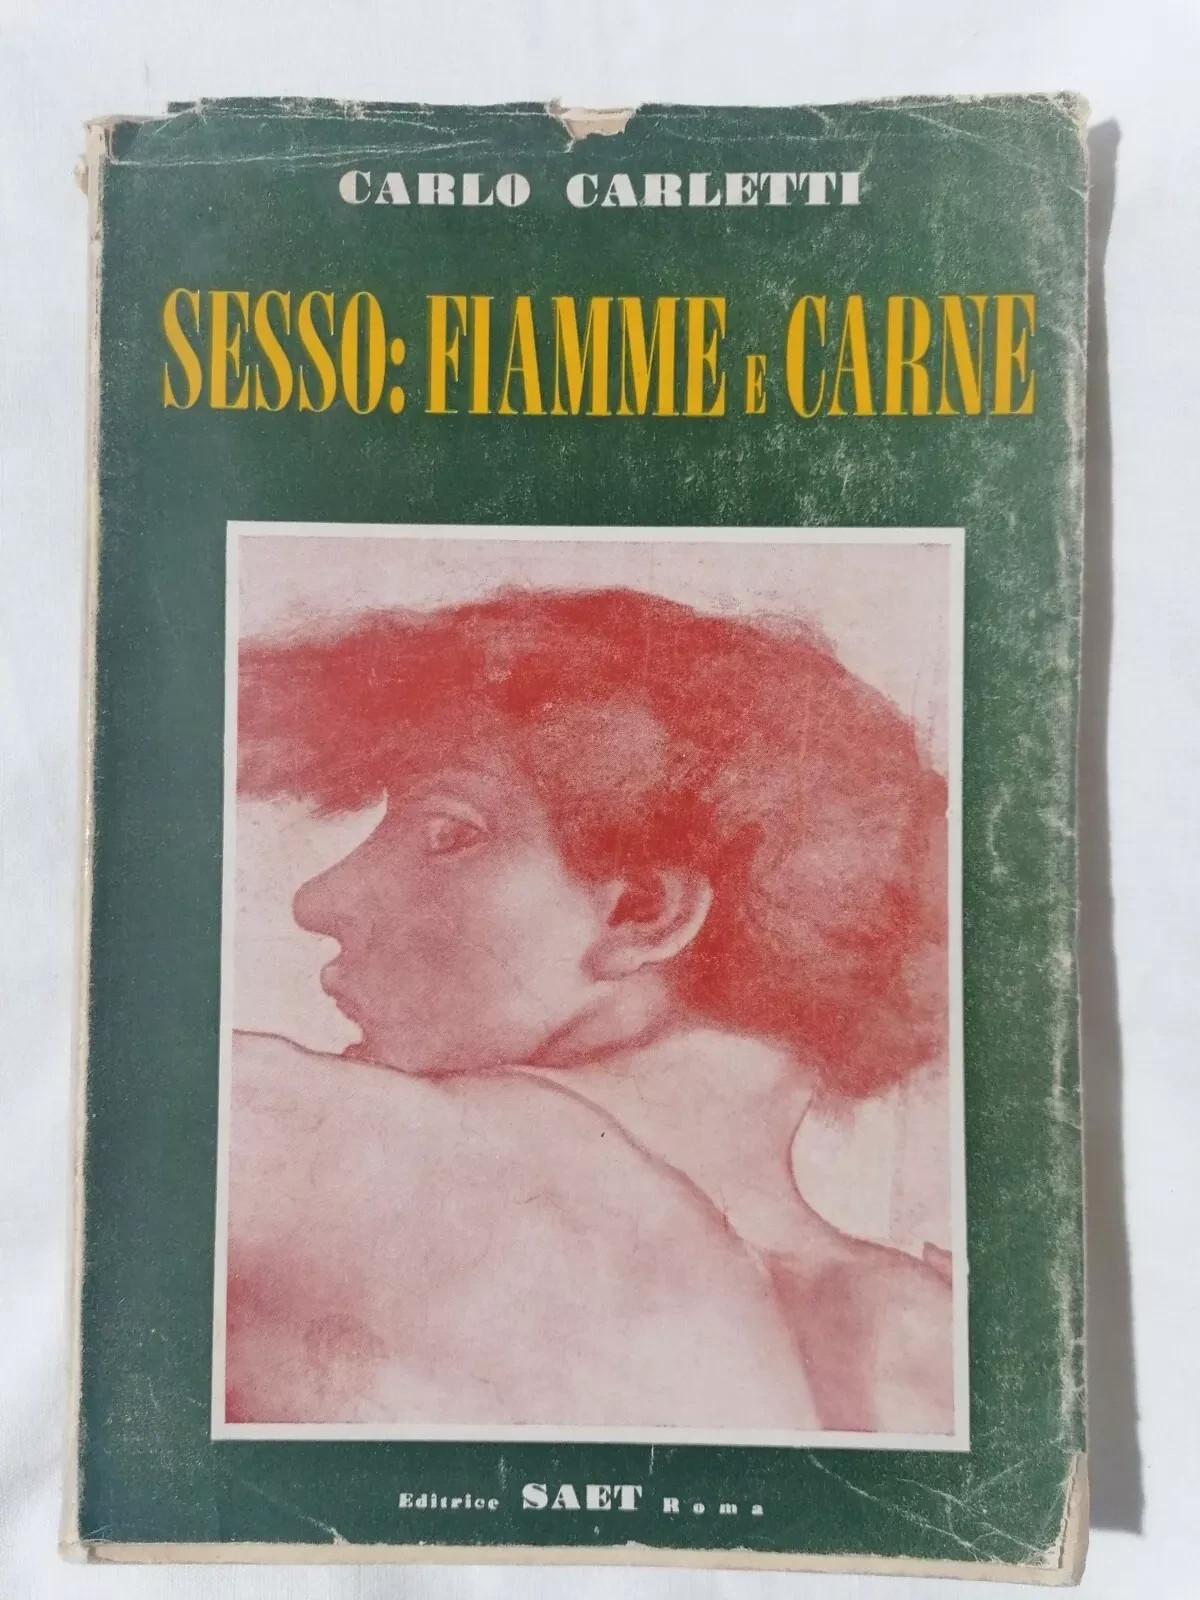 CARLO CARLETTI
SESSO: FIAMME E CARNE
Editrice SAET Roma